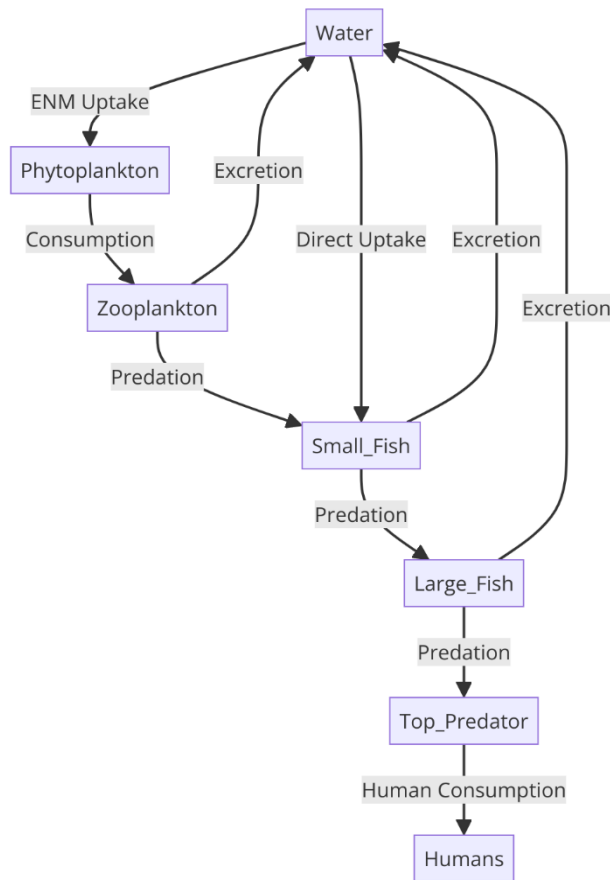 Water
ENM Uptake
Phytoplankton
Excretion
Consumption
Direct Uptake
Excretion
Zooplankton
Excretion
Predation
Small_Fish
Predation
Large_Fish
Predation
Top_Predator
Human Consumption
Humans